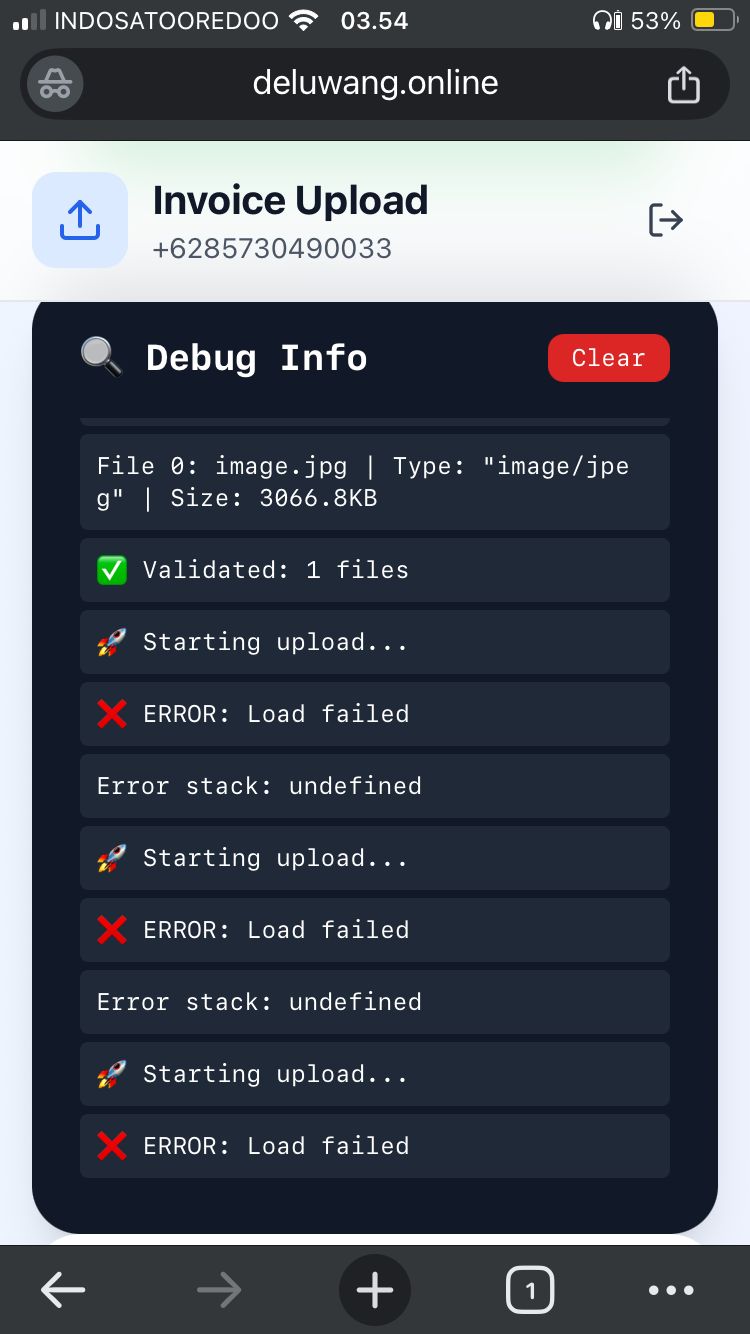 INDOSATOOREDOO 03.54 53%
deluwang.online
Invoice Upload
+6285730490033
🔍 Debug Info Clear
File 0: image.jpg | Type: "image/jpe
g" | Size: 3066.8KB
✅ Validated: 1 files
🚀 Starting upload...
❌ ERROR: Load failed
Error stack: undefined
🚀 Starting upload...
❌ ERROR: Load failed
Error stack: undefined
🚀 Starting upload...
❌ ERROR: Load failed
1